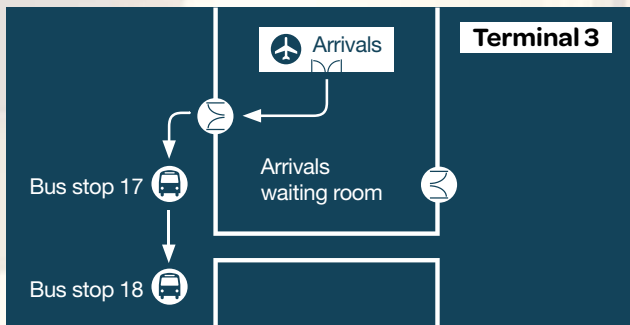 Arrivals
Terminal 3
Arrivals
waiting room
Bus stop 17
Bus stop 18